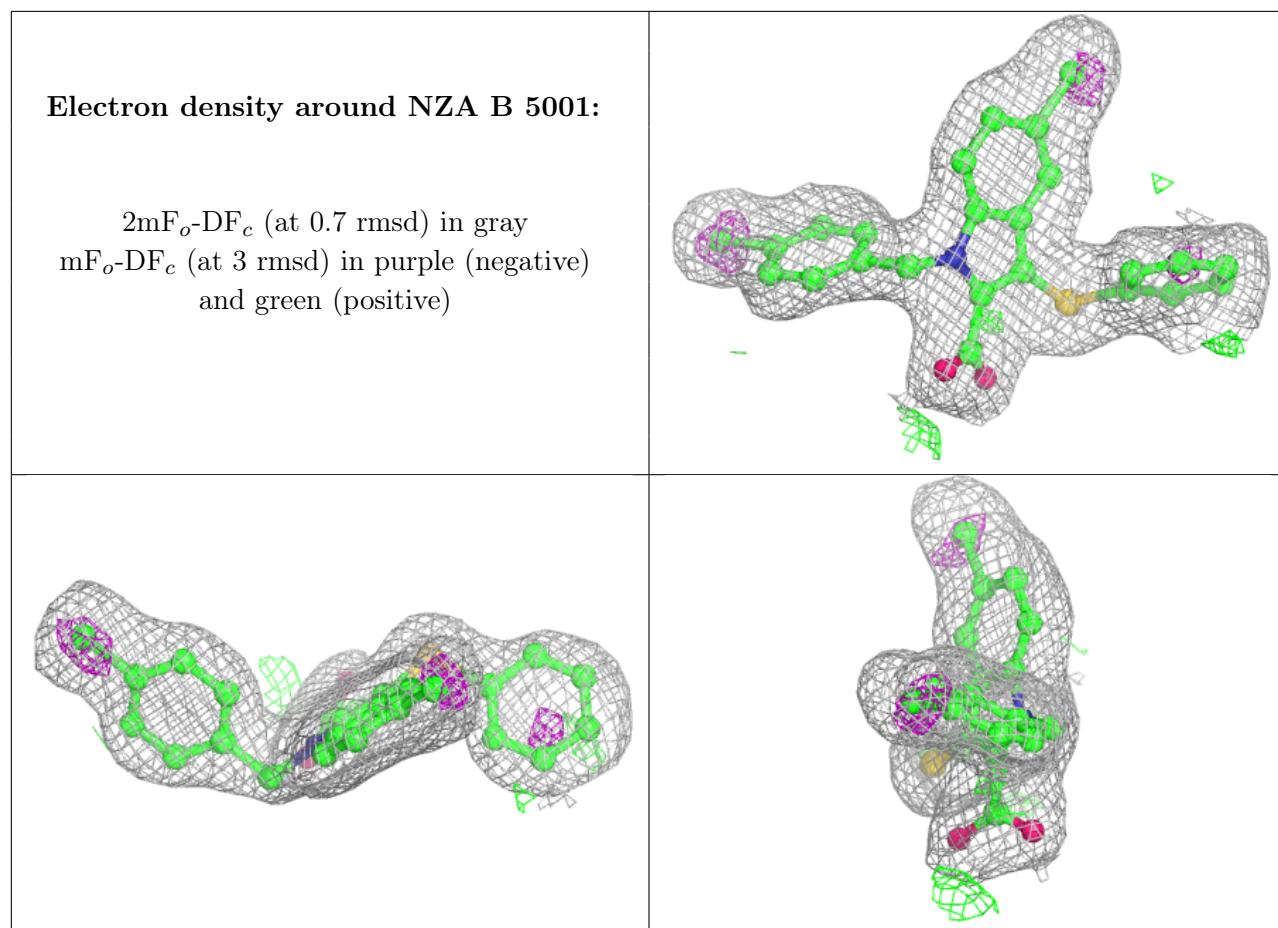 Electron density around NZA B 5001:
2mFo-DFc (at 0.7 rmsd) in gray
mFo-DFc (at 3 rmsd) in purple (negative)
and green (positive)